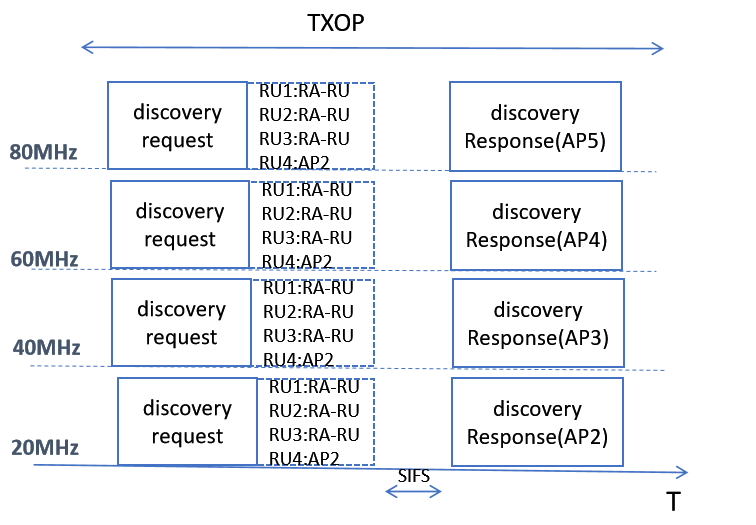 TXOP
discovery
request
RU1:RA-RU
RU2:RA-RU
RU3:RA-RU
RU4:AP2
discovery
Response(AP5)
80MHz
discovery
request
RU1:RA-RU
RU2:RA-RU
RU3:RA-RU
RU4:AP2
discovery
Response(AP4)
60MHz
discovery
request
RU1:RA-RU
RU2:RA-RU
RU3:RA-RU
RU4:AP2
discovery
Response(AP3)
40MHz
discovery
request
RU1:RA-RU
RU2:RA-RU
RU3:RA-RU
RU4:AP2
discovery
Response(AP2)
20MHz
SIFS
T